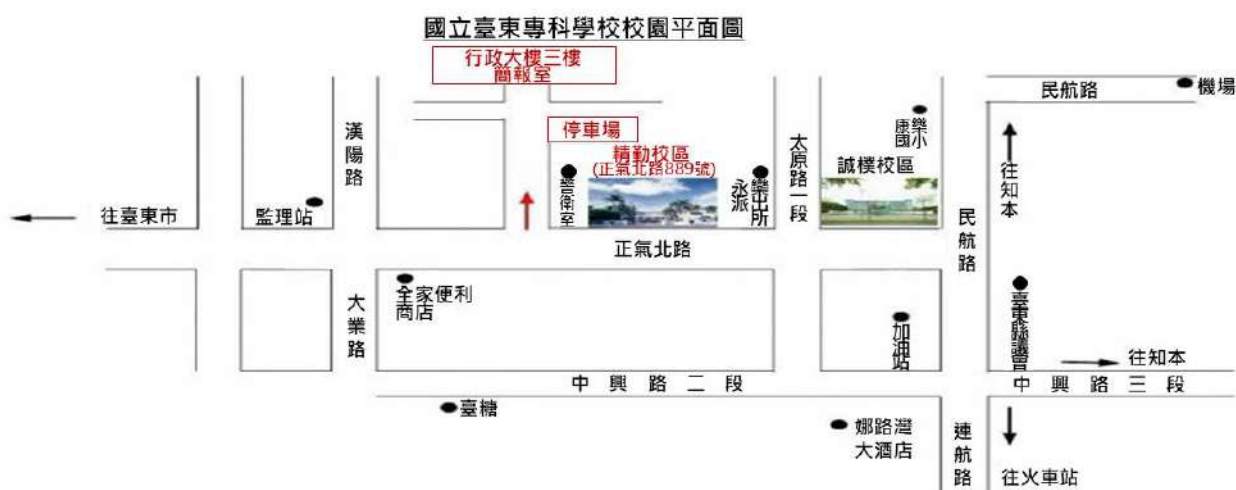 國立臺東專科學校校園平面圖
行政大樓三樓
簡報室
民航路
機場
漢陽路
停車場
精勤校區
(正氣北路889號)
太原路一段
康樂
國小
誠樸校區
往知本
警衛室
永樂
派出所
往臺東市
監理站
民航路
正氣北路
全家便利
商店
大業路
加油站
臺東縣議會
往知本
中興路二段
中興路三段
臺糖
娜路灣
大酒店
連航路
往火車站